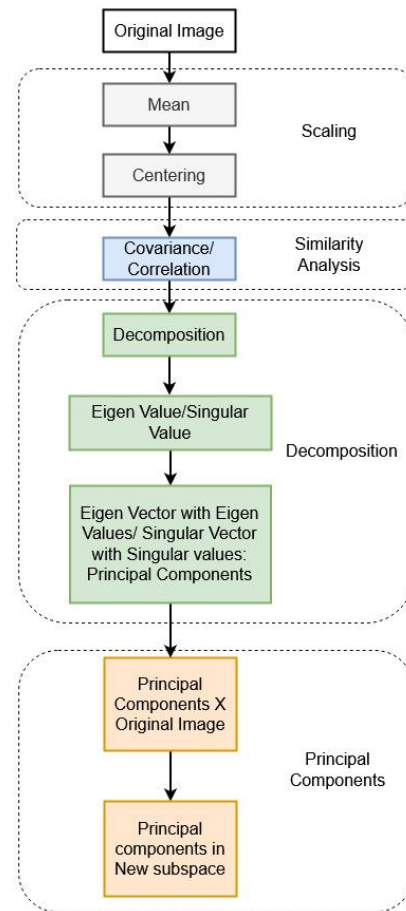 Original Image
Mean
Scaling
Centering
Covariance/
Correlation
Similarity
Analysis
Decomposition
Eigen Value/Singular
Value
Decomposition
Eigen Vector with Eigen
Values/ Singular Vector
with Singular values:
Principal Components
Principal
Components X
Original Image
Principal
Components
Principal
components in
New subspace